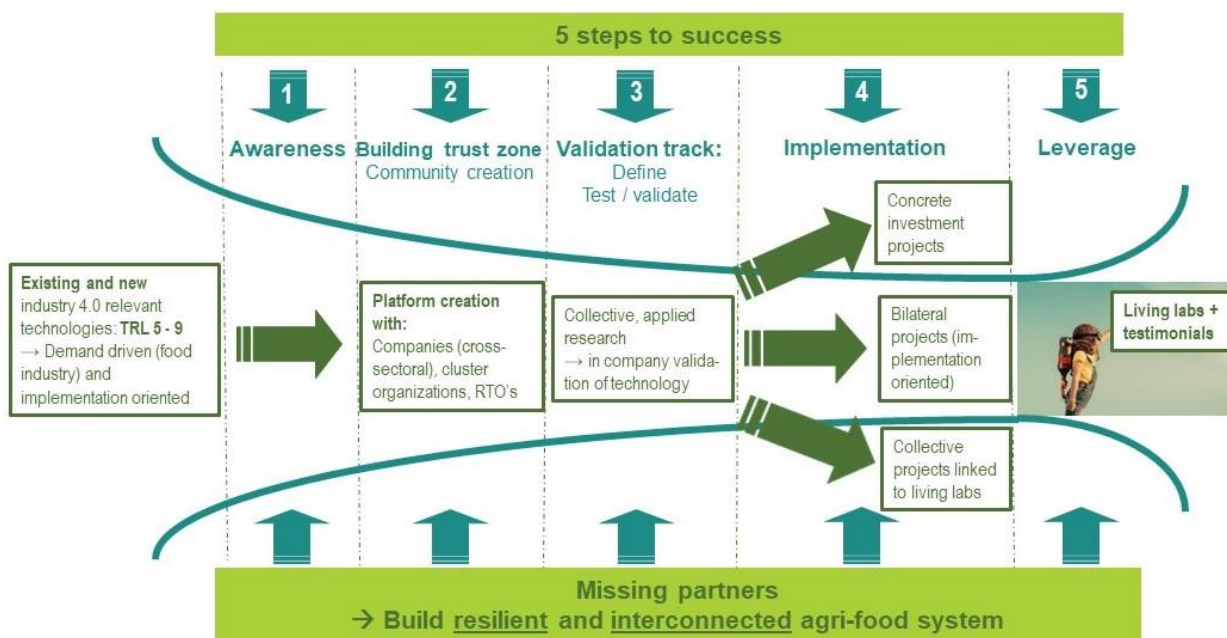 5 steps to success
1
2
3
4
5
Awareness
Building trust zone
Community creation
Validation track:
Define
Test / validate
Implementation
Leverage
Existing and new
industry 4.0 relevant
technologies: TRL 5 - 9
→ Demand driven (food
industry) and
implementation oriented
Platform creation
with:
Companies (cross-
sectoral), cluster
organizations, RTO's
Collective, applied
research
→ in company valida-
tion of technology
Concrete
investment
projects
Bilateral
projects (im-
plementation
oriented)
Collective
projects linked
to living labs
Living labs +
testimonials
Missing partners
→ Build resilient and interconnected agri-food system